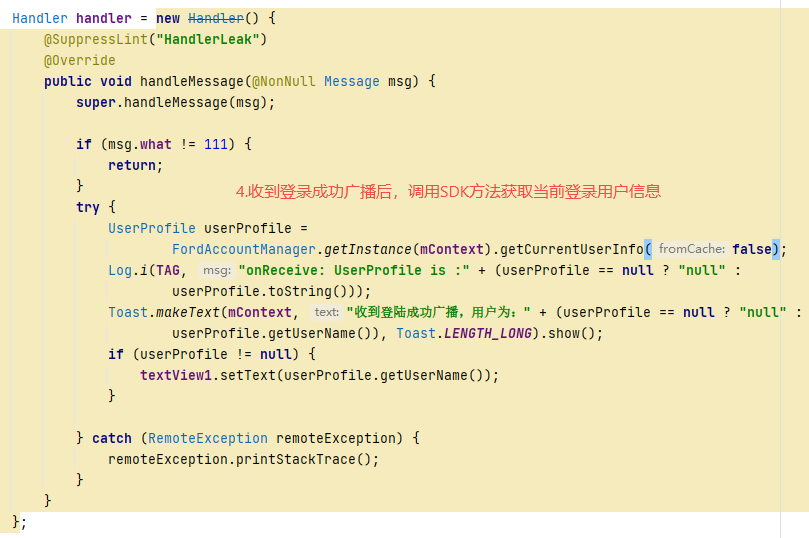 Handler handler = new Handler() {
@SuppressLint("HandlerLeak")
@Override
public void handleMessage(@NonNull Message msg) {
super.handleMessage(msg);
if (msg.what != 111) {
return;
}
4.收到登录成功广播后，调用SDK方法获取当前登录用户信息
try {
UserProfile userProfile =
FordAccountManager.getInstance(mContext).getCurrentUserInfo( fromCache: false);
Log.i(TAG, msg: "onReceive: UserProfile is :" + (userProfile == null ? "null" :
userProfile.toString()));
Toast.makeText(mContext, text: "收到登陆成功广播，用户为：" + (userProfile == null ? "null" :
userProfile.getUserName()), Toast.LENGTH_LONG).show();
if (userProfile != null) {
textView1.setText(userProfile.getUserName());
}
} catch (RemoteException remoteException) {
remoteException.printStackTrace();
}
}
};